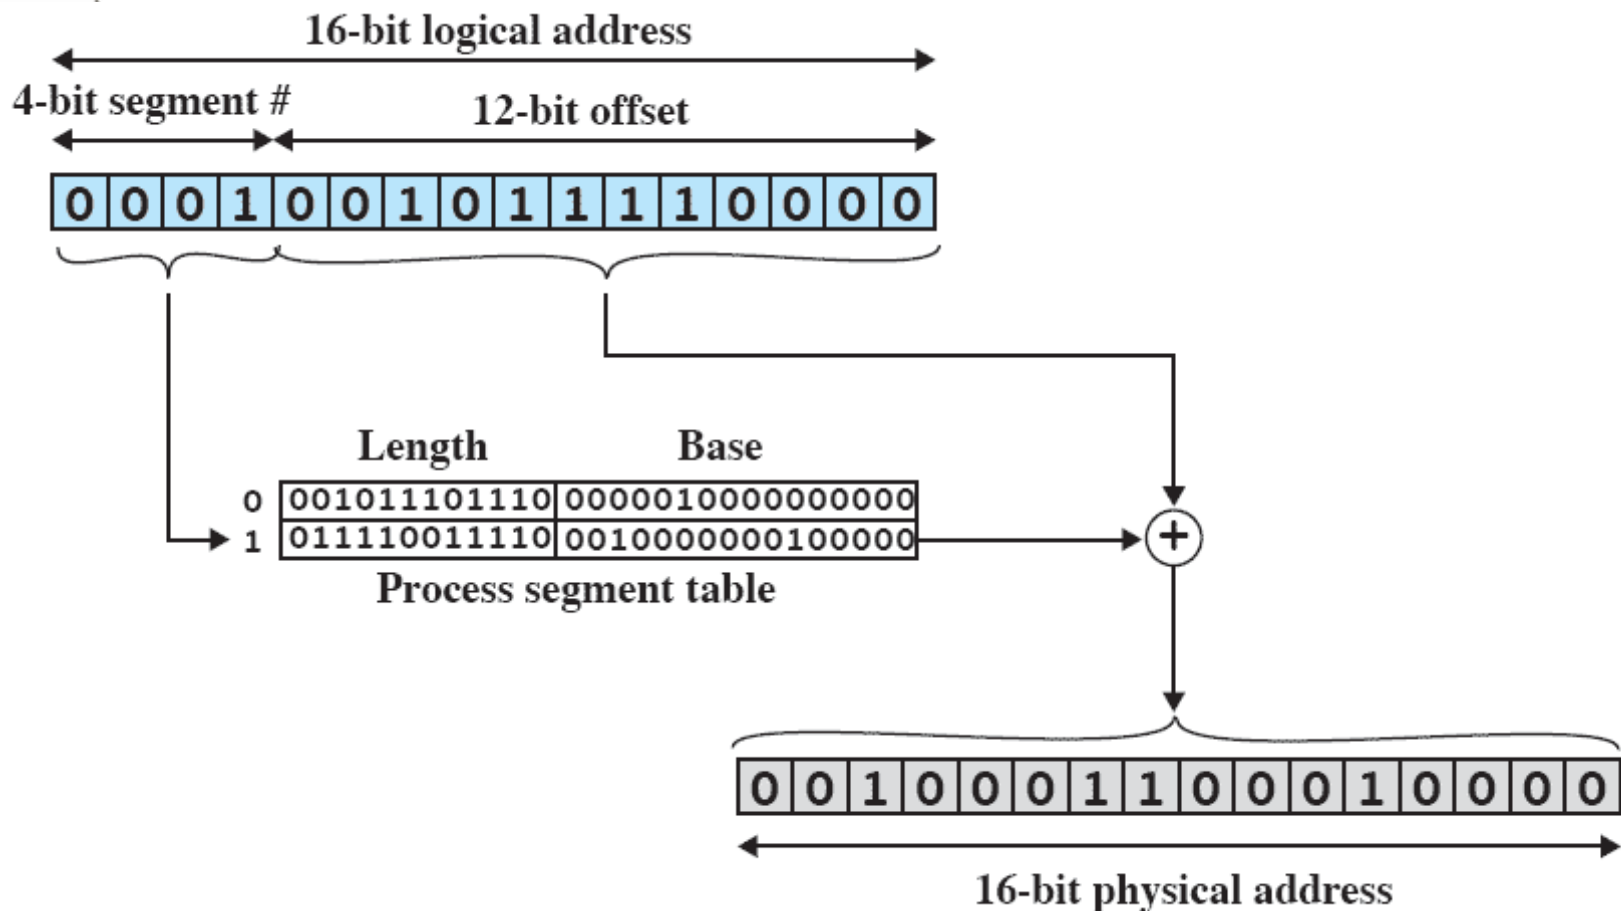 16-bit logical address
4-bit segment # 12-bit offset
0 0 0 1 0 0 1 0 1 1 1 1 0 0 0 0
Length Base
0 001011101110 0000010000000000
1 011110011110 0010000000100000
Process segment table
+
0 0 1 0 0 0 1 1 0 0 0 1 0 0 0 0
16-bit physical address